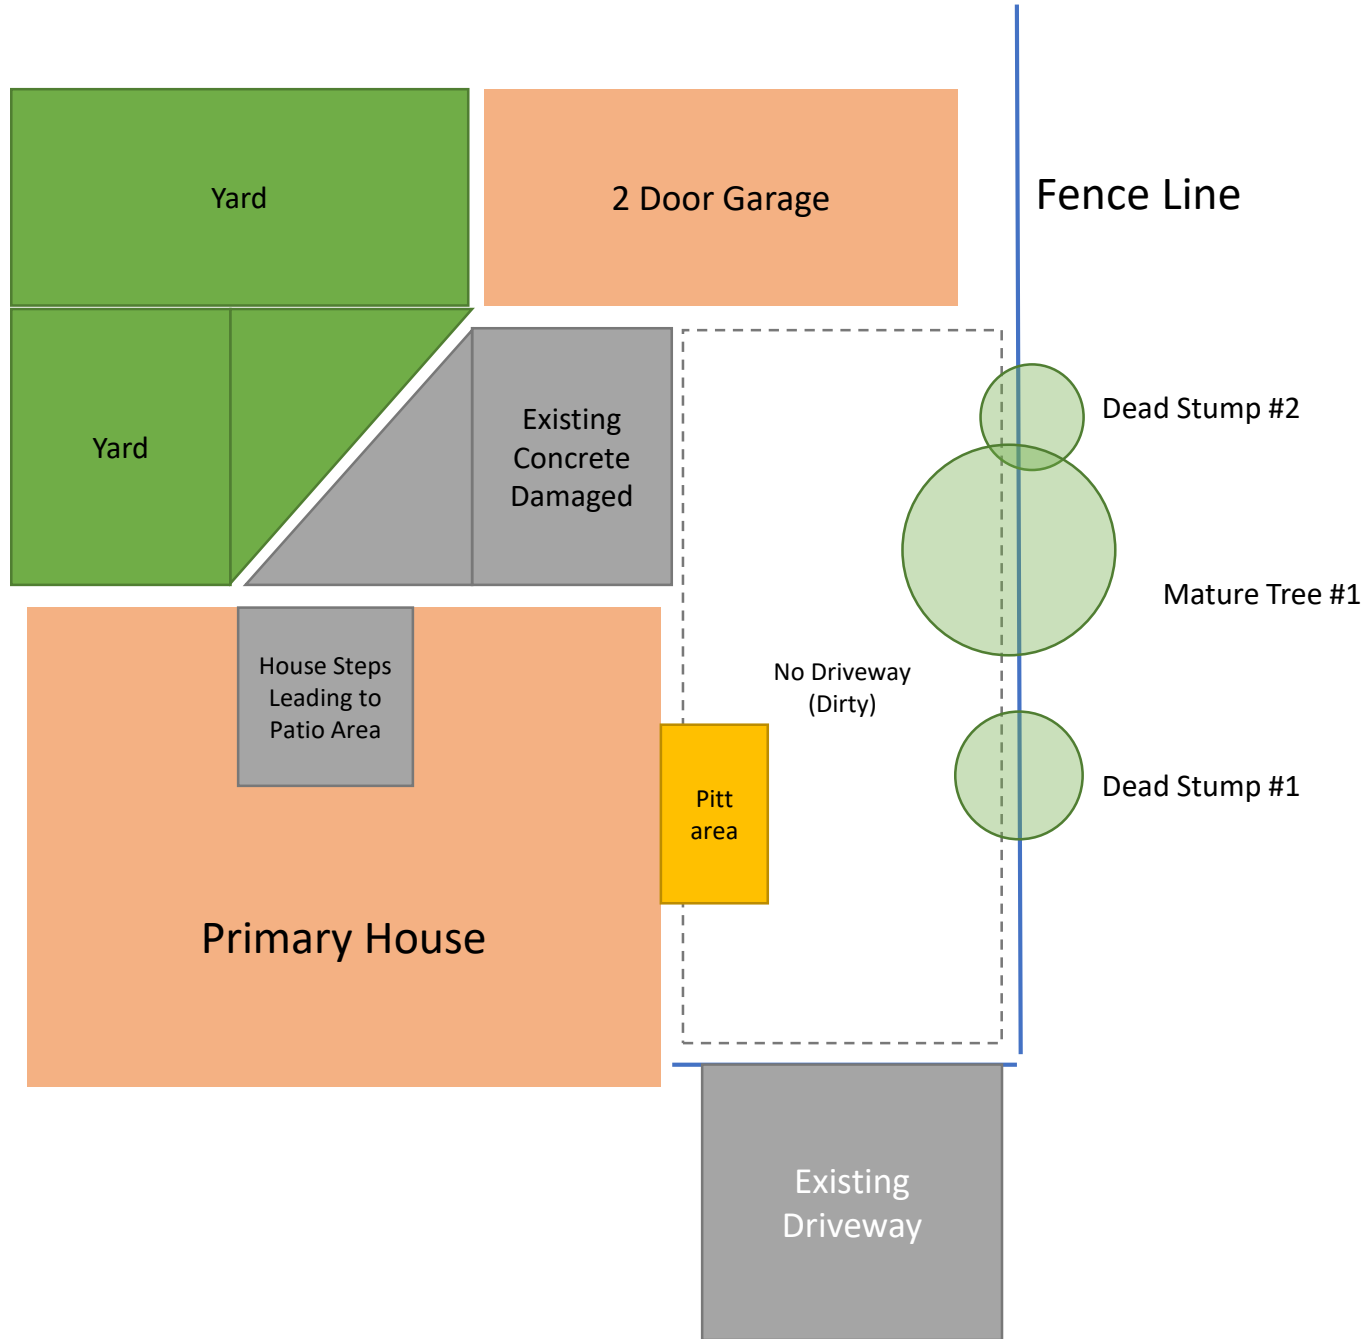 Yard
2 Door Garage
Fence Line
Existing
Concrete
Damaged
Dead Stump #2
Yard
Mature Tree #1
House Steps
Leading to
Patio Area
No Driveway
(Dirty)
Pitt
area
Dead Stump #1
Primary House
Existing
Driveway